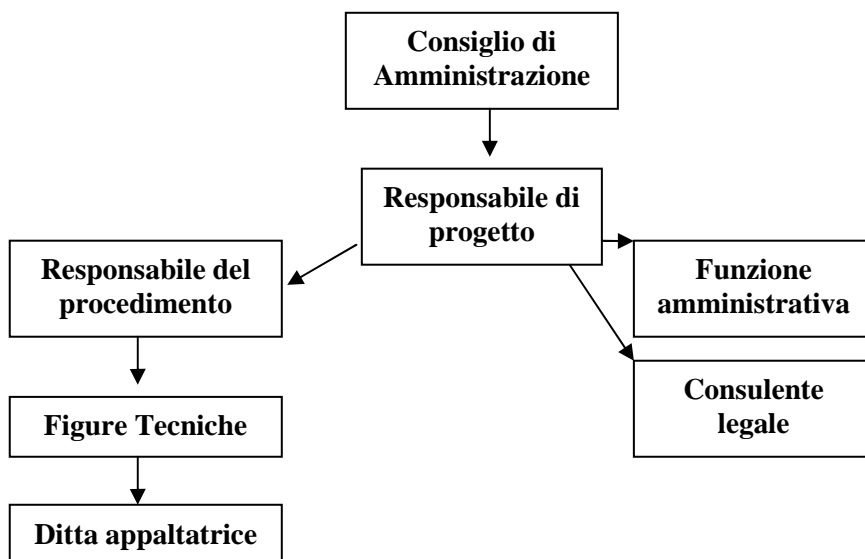 Consiglio di
Amministrazione
Responsabile di
progetto
Responsabile del
procedimento
Funzione
amministrativa
Consulente
legale
Figure Tecniche
Ditta appaltatrice